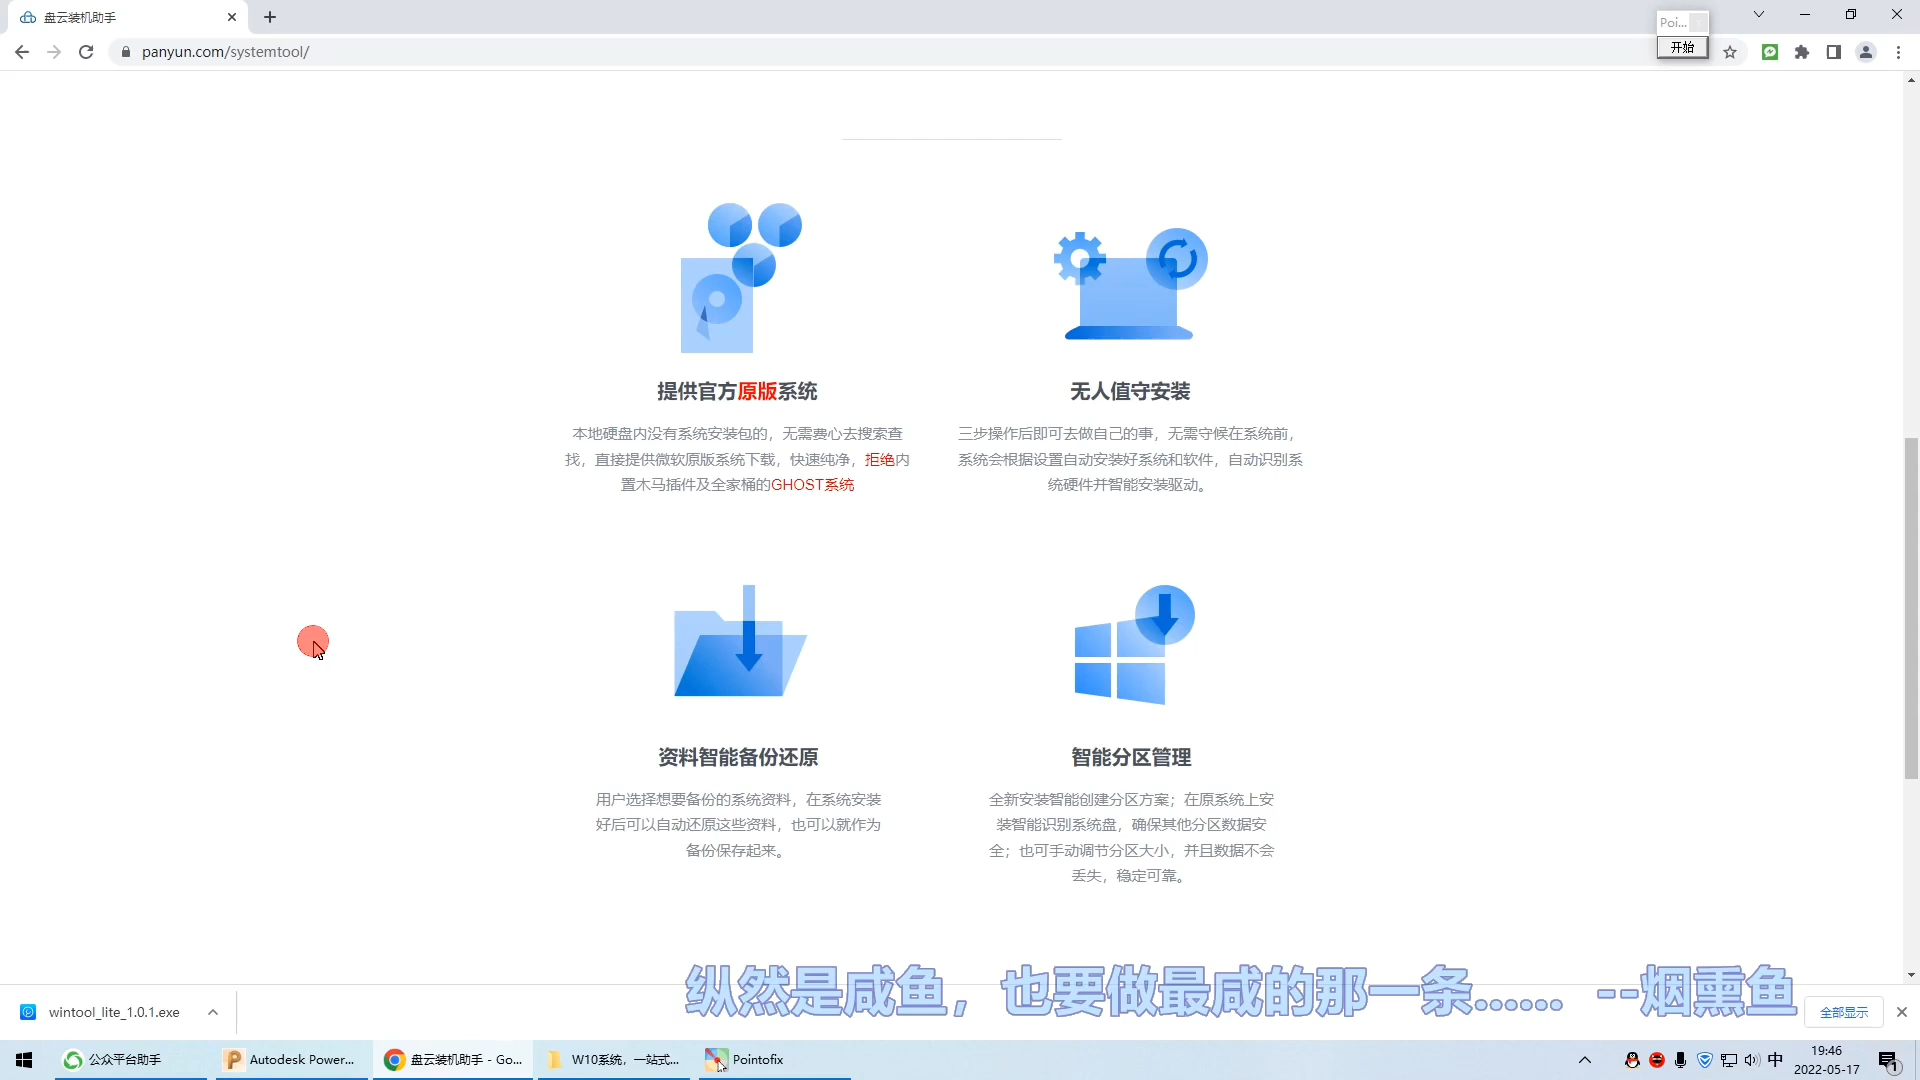 盘云装机助手
Poi...
开始
panyun.com/systemtool/
提供官方原版系统
本地硬盘内没有系统安装包的，无需费心去搜索查
找，直接提供微软原版系统下载，快速纯净，拒绝内
置木马插件及全家桶的GHOST系统
无人值守安装
三步操作后即可去做自己的事，无需守候在系统前，
系统会根据设置自动安装好系统和软件，自动识别系
统硬件并智能安装驱动。
资料智能备份还原
用户选择想要备份的系统资料，在系统安装
好后可以自动还原这些资料，也可以就作为
备份保存起来。
智能分区管理
全新安装智能创建分区方案；在原系统上安
装智能识别系统盘，确保其他分区数据安
全；也可手动调节分区大小，并且数据不会
丢失，稳定可靠。
纵然是咸鱼，也要做最咸的那一条...... --烟熏鱼
wintool_lite_1.0.1.exe
全部显示
公众平台助手
Autodesk Power...
盘云装机助手 - Go...
W10系统，一站式...
Pointofix
中
19:46
2022-05-17
1